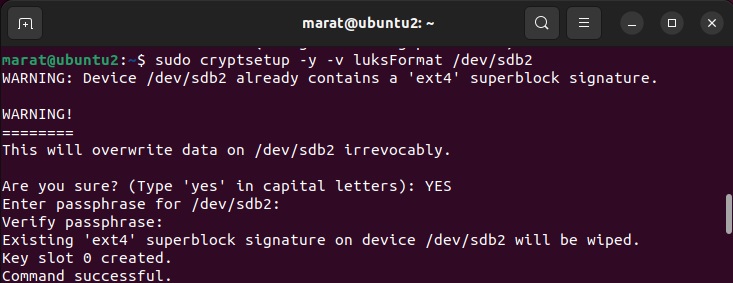 marat@ubuntu2: ~
marat@ubuntu2:~$ sudo cryptsetup -y -v luksFormat /dev/sdb2
WARNING: Device /dev/sdb2 already contains a 'ext4' superblock signature.
WARNING!
========
This will overwrite data on /dev/sdb2 irrevocably.
Are you sure? (Type 'yes' in capital letters): YES
Enter passphrase for /dev/sdb2:
Verify passphrase:
Existing 'ext4' superblock signature on device /dev/sdb2 will be wiped.
Key slot 0 created.
Command successful.